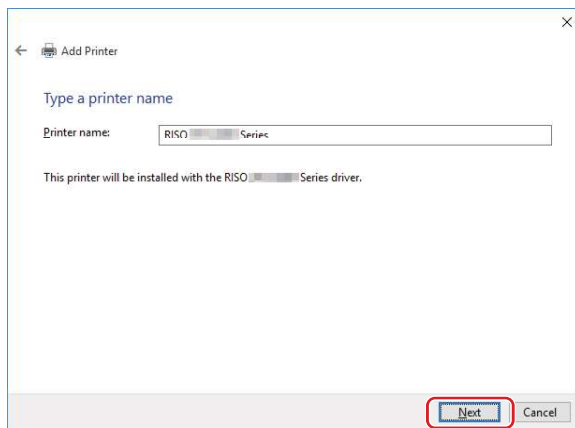 Add Printer
Type a printer name
Printer name: RISO Series
This printer will be installed with the RISO Series driver.
Next Cancel